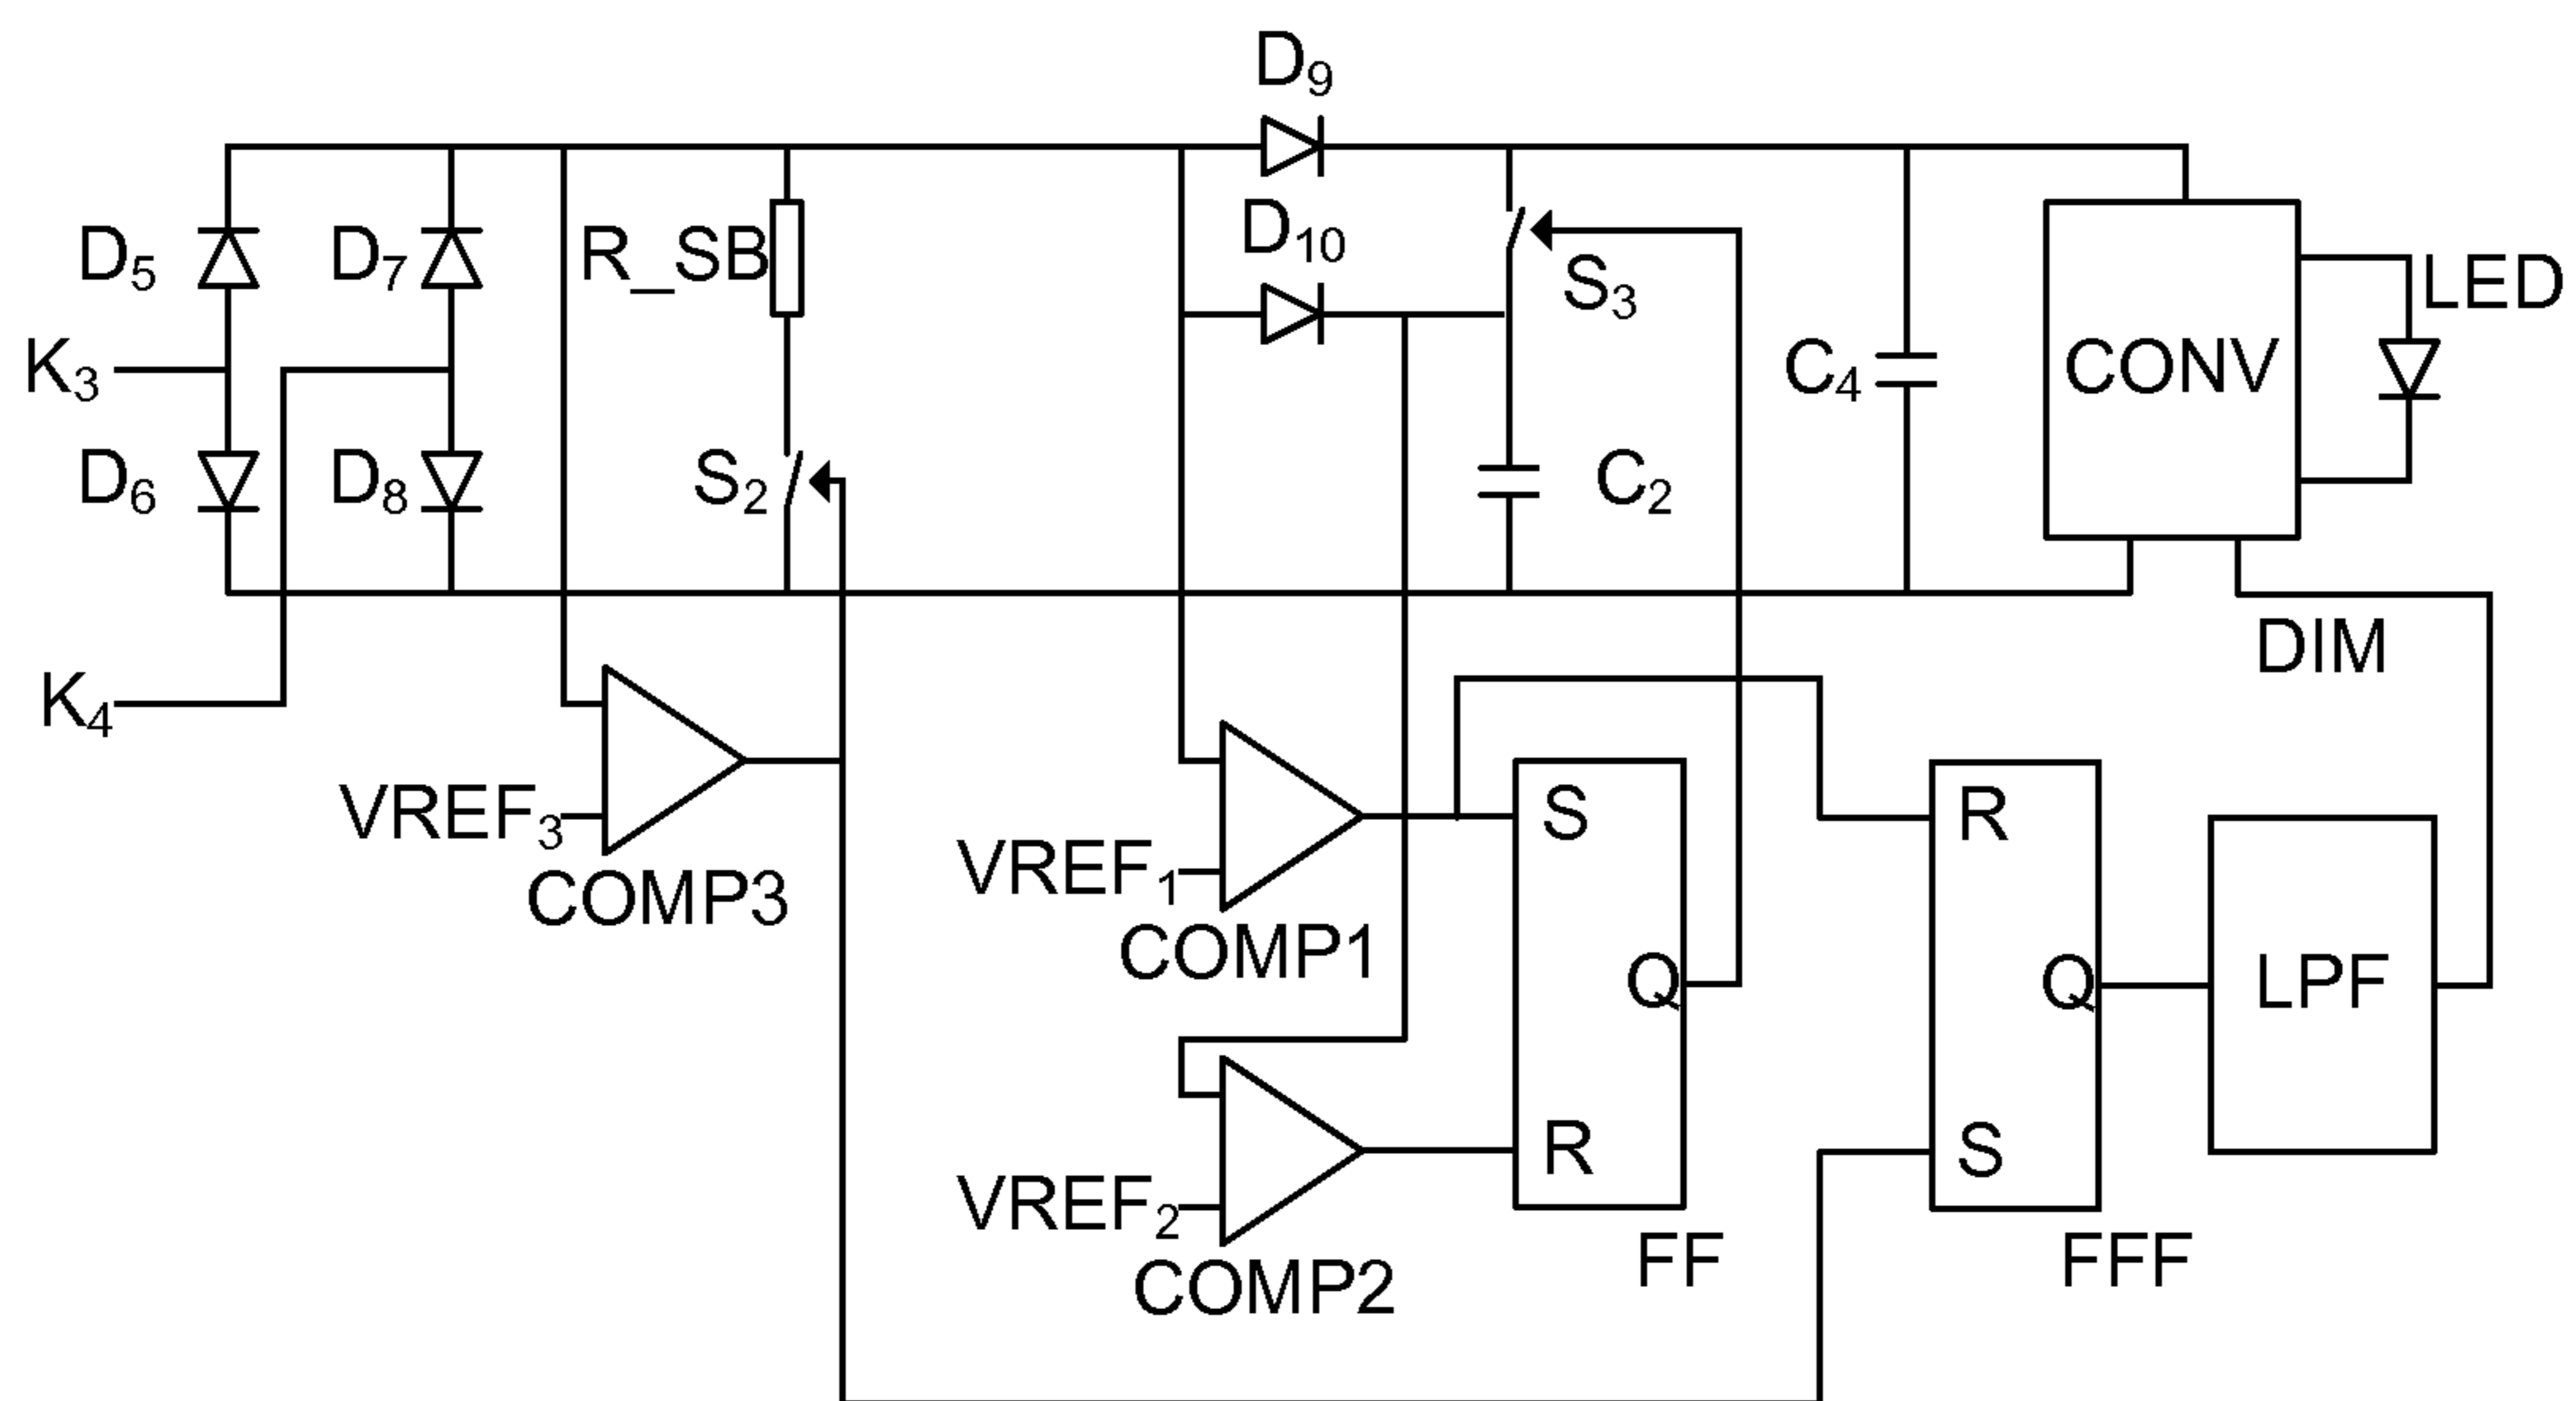 D9
D10
D5
D7
R_SB
S3
LED
K3
C4
CONV
D6
D8
S2
C2
DIM
K4
VREF3
COMP3
VREF1
COMP1
S
Q
R
FF
VREF2
COMP2
R
Q
S
FFF
LPF